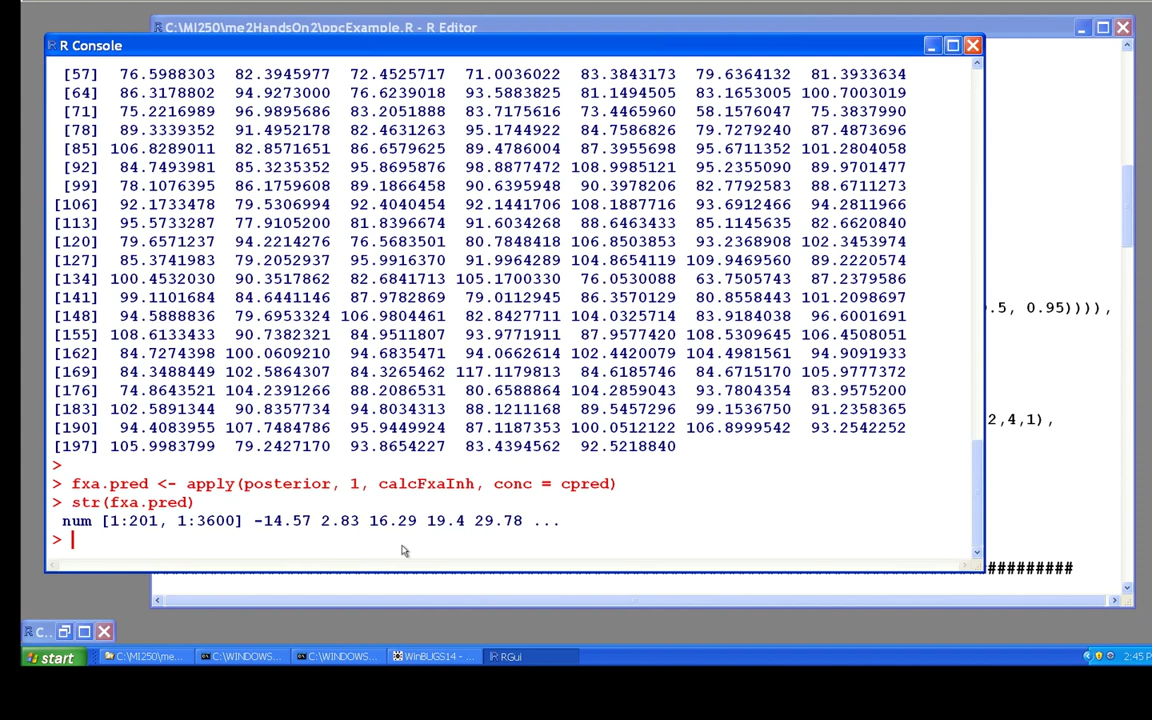 C:\MI250\me2HandsOn2\ppcExample.R - R Editor
R Console
[57] 76.5988303 82.3945977 72.4525717 71.0036022 83.3843173 79.6364132 81.3933634
[64] 86.3178802 94.9273000 76.6239018 93.5883825 81.1494505 83.1653005 100.7003019
[71] 75.2216989 96.9895686 83.2051888 83.7175616 73.4465960 58.1576047 75.3837990
[78] 89.3339352 91.4952178 82.4631263 95.1744922 84.7586826 79.7279240 87.4873696
[85] 106.8289011 82.8571651 86.6579625 89.4786004 87.3955698 95.6711352 101.2804058
[92] 84.7493981 85.3235352 95.8695876 98.8877472 108.9985121 95.2355090 89.9701477
[99] 78.1076395 86.1759608 89.1866458 90.6395948 90.3978206 82.7792583 88.6711273
[106] 92.1733478 79.5306994 92.4040454 92.1441706 108.1887716 93.6912466 94.2811966
[113] 95.5733287 77.9105200 81.8396674 91.6034268 88.6463433 85.1145635 82.6620840
[120] 79.6571237 94.2214276 76.5683501 80.7848418 106.8503853 93.2368908 102.3453974
[127] 85.3741983 79.2052937 95.9916370 91.9964289 104.8654119 109.9469560 89.2220574
[134] 100.4532030 90.3517862 82.6841713 105.1700330 76.0530088 63.7505743 87.2379586
[141] 99.1101684 84.6441146 87.9782869 79.0112945 86.3570129 80.8558443 101.2098697
[148] 94.5888836 79.6953324 106.9804461 82.8427711 104.0325714 83.9184038 96.6001691
[155] 108.6133433 90.7382321 84.9511807 93.9771911 87.9577420 108.5309645 106.4508051
[162] 84.7274398 100.0609210 94.6835471 94.0662614 102.4420079 104.4981561 94.9091933
[169] 84.3488449 102.5864307 84.3265462 117.1179813 84.6185746 84.6715170 105.9777372
[176] 74.8643521 104.2391266 88.2086531 80.6588864 104.2859043 93.7804354 83.9575200
[183] 102.5891344 90.8357734 94.8034313 88.1211168 89.5457296 99.1536750 91.2358365
[190] 94.4083955 107.7484786 95.9449924 87.1187353 100.0512122 106.8999542 93.2542252
[197] 105.9983799 79.2427170 93.8654227 83.4394562 92.5218840
>
> fxa.pred <- apply(posterior, 1, calcFxaInh, conc = cpred)
> str(fxa.pred)
num [1:201, 1:3600] -14.57 2.83 16.29 19.4 29.78 ...
>
.5, 0.95)))),
2,4,1),
#########
C..
start C:\MI250\me... C:\WINDOWS... C:\WINDOWS... WinBUGS14 - ... RGui 2:45 P